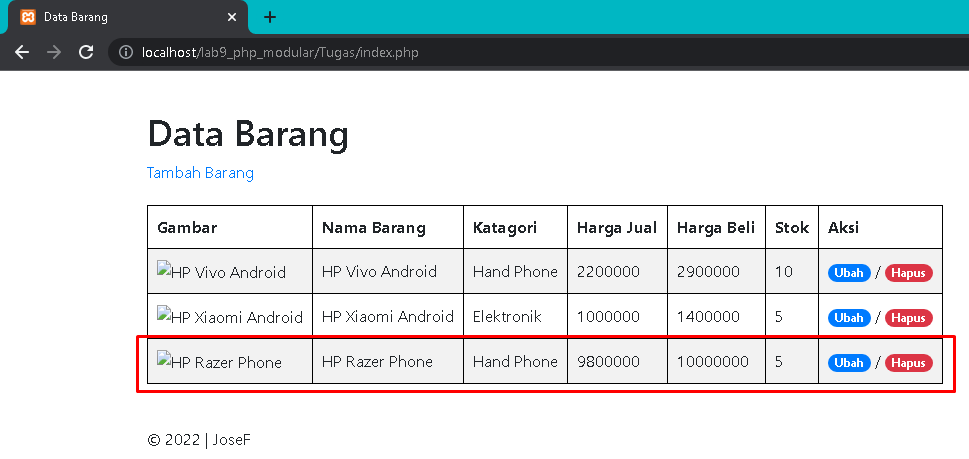 Data Barang
localhost/lab9_php_modular/Tugas/index.php
Data Barang
Tambah Barang
Gambar Nama Barang Katagori Harga Jual Harga Beli Stok Aksi
HP Vivo Android HP Vivo Android Hand Phone 2200000 2900000 10 Ubah / Hapus
HP Xiaomi Android HP Xiaomi Android Elektronik 1000000 1400000 5 Ubah / Hapus
HP Razer Phone HP Razer Phone Hand Phone 9800000 10000000 5 Ubah / Hapus
© 2022 | JoseF